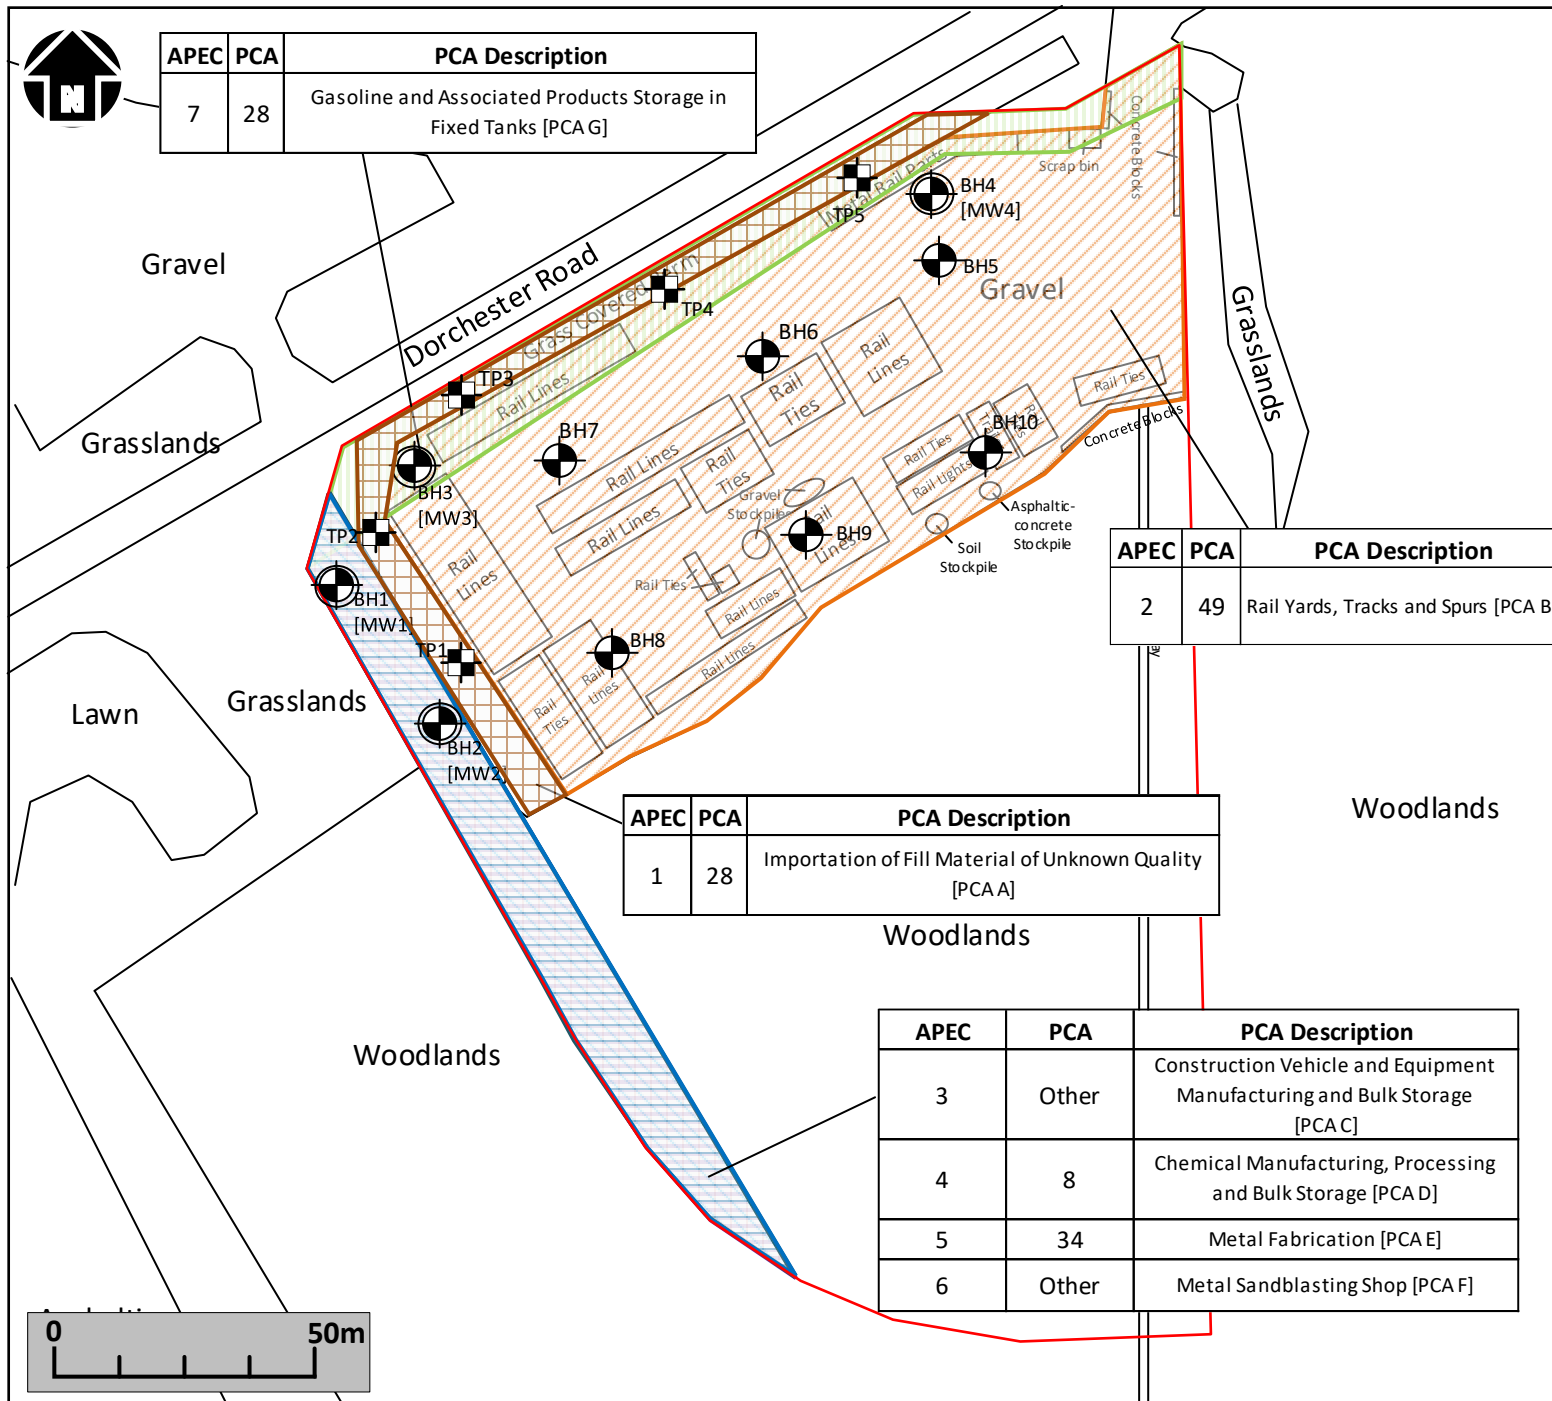 N
APEC PCA PCA Description
7 28 Gasoline and Associated Products Storage in
Fixed Tanks [PCA G]
Gravel
Grasslands
Dorchester Road
Grass Covered Berm
Metal Rail Parts
Scrap bin
Concrete Blocks
Grasslands
TP5
BH4
[MW4]
BH5
Gravel
TP4
BH6
Rail
Lines
Rail
Ties
TP3
Rail Lines
BH7
Rail Lines
Rail
Ties
Rail Lines
Rail Ties
Concrete Blocks
BH10
Rail Ties
Rail Lights
BH3
[MW3]
TP2
Rail
Lines
Gravel
Stockpiles
Rail
Lines
BH9
Asphaltic-
concrete
Stockpile
Soil
Stockpile
BH1
[MW1]
Rail Ties
Rail Lines
TP1
BH8
Rail
Lines
Rail Lines
Rail
Ties
BH2
[MW2]
Grasslands
Lawn
APEC PCA PCA Description
2 49 Rail Yards, Tracks and Spurs [PCA B
APEC PCA PCA Description
1 28 Importation of Fill Material of Unknown Quality
[PCA A]
Woodlands
Woodlands
Woodlands
APEC PCA PCA Description
3 Other Construction Vehicle and Equipment
Manufacturing and Bulk Storage
[PCA C]
4 8 Chemical Manufacturing, Processing
and Bulk Storage [PCA D]
5 34 Metal Fabrication [PCA E]
6 Other Metal Sandblasting Shop [PCA F]
0 50m